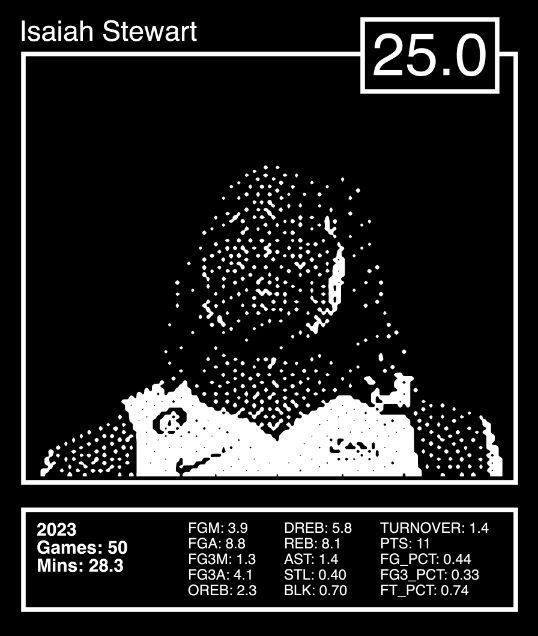 Isaiah Stewart
25.0
2023
Games: 50
Mins: 28.3
FGM: 3.9
FGA: 8.8
FG3M: 1.3
FG3A: 4.1
OREB: 2.3
DREB: 5.8
REB: 8.1
AST: 1.4
STL: 0.40
BLK: 0.70
TURNOVER: 1.4
PTS: 11
FG_PCT: 0.44
FG3_PCT: 0.33
FT_PCT: 0.74